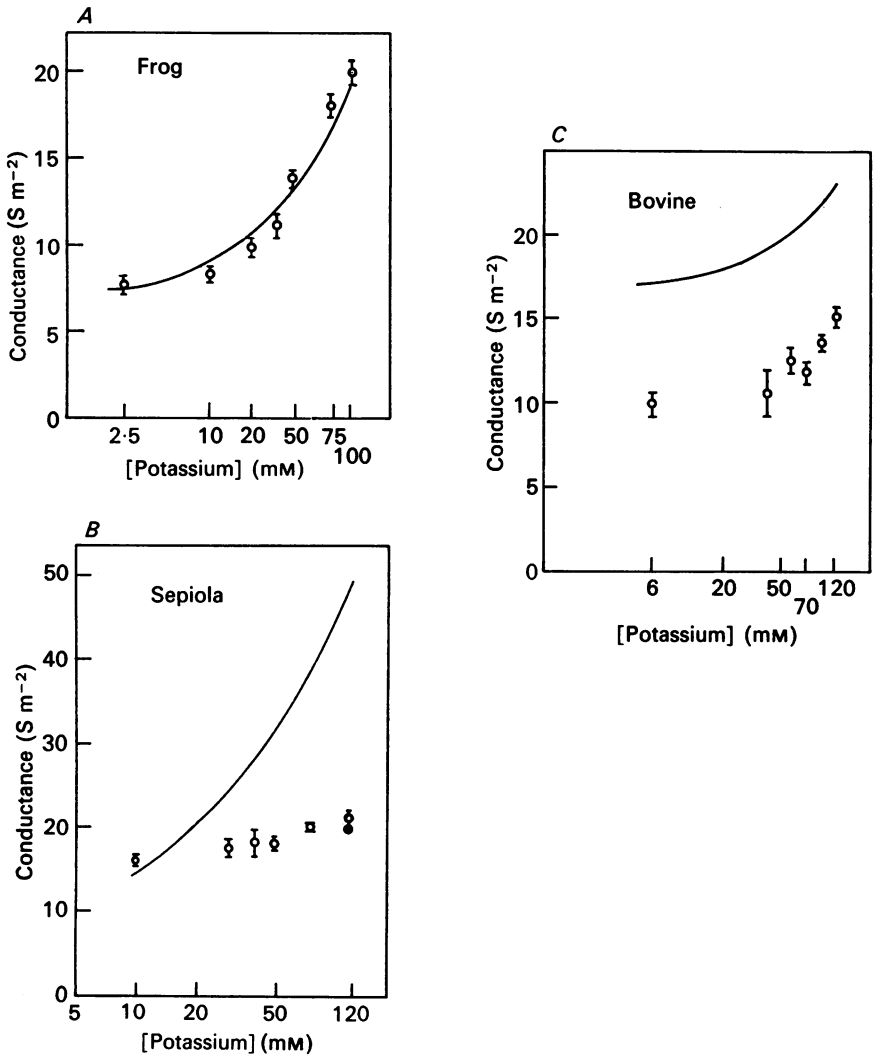 A
Frog
Conductance (S m⁻²)
20
15
10
5
0
2·5 10 20 50 75 100
[Potassium] (mM)
B
Sepiola
Conductance (S m⁻²)
50
40
30
20
10
0
5 10 20 50 120
[Potassium] (mM)
C
Bovine
Conductance (S m⁻²)
20
15
10
5
0
6 20 50 70 120
[Potassium] (mM)